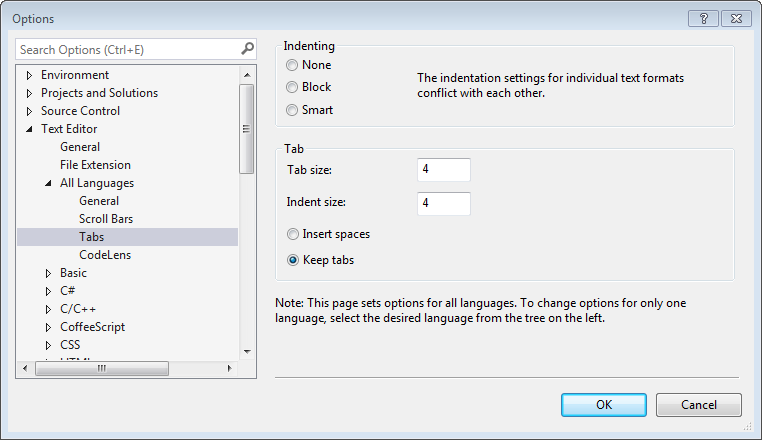 Options
Search Options (Ctrl+E)
Environment
Projects and Solutions
Source Control
Text Editor
General
File Extension
All Languages
General
Scroll Bars
Tabs
CodeLens
Basic
C#
C/C++
CoffeeScript
CSS
Indenting
None
Block
Smart
The indentation settings for individual text formats
conflict with each other.
Tab
Tab size:
4
Indent size:
4
Insert spaces
Keep tabs
Note: This page sets options for all languages. To change options for only one
language, select the desired language from the tree on the left.
OK
Cancel